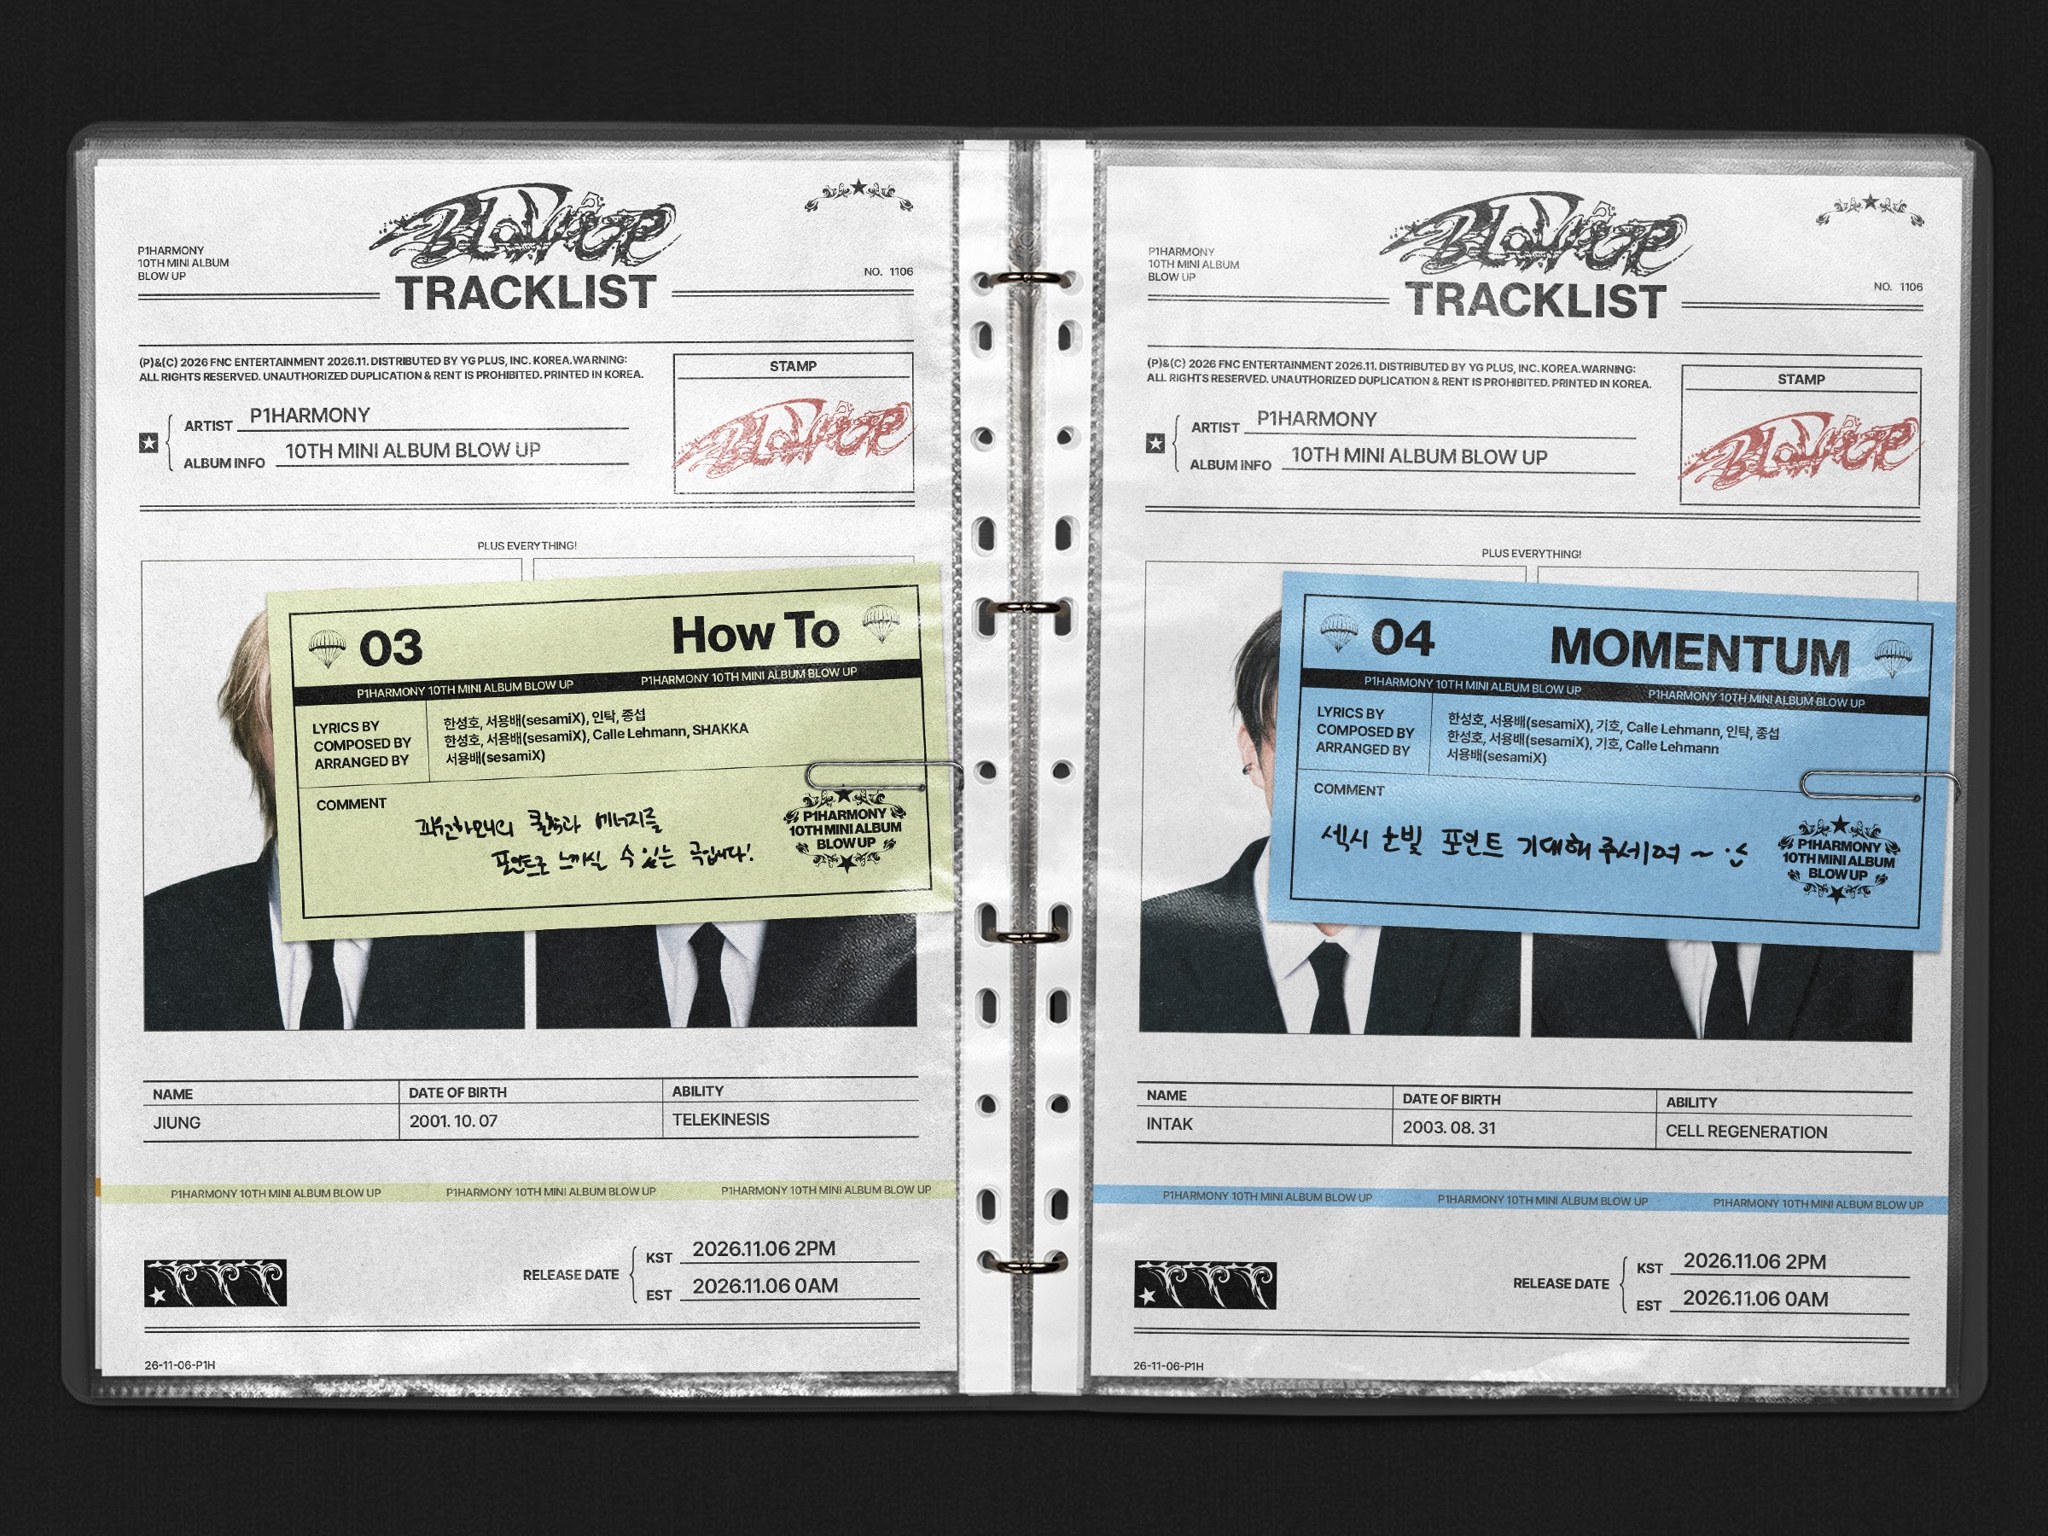 BLOW UP
P1HARMONY
10TH MINI ALBUM
BLOW UP
NO. 1106
TRACKLIST
(P)&(C) 2026 FNC ENTERTAINMENT 2026.11. DISTRIBUTED BY YG PLUS, INC. KOREA.WARNING:
ALL RIGHTS RESERVED. UNAUTHORIZED DUPLICATION & RENT IS PROHIBITED. PRINTED IN KOREA.
STAMP
BLOW UP
ARTIST P1HARMONY
ALBUM INFO 10TH MINI ALBUM BLOW UP
PLUS EVERYTHING!
03 How To
P1HARMONY 10TH MINI ALBUM BLOW UP P1HARMONY 10TH MINI ALBUM BLOW UP
LYRICS BY 한성호, 서용배(sesamiX), 인탁, 종섭
COMPOSED BY 한성호, 서용배(sesamiX), Calle Lehmann, SHAKKA
ARRANGED BY 서용배(sesamiX)
COMMENT
에너지를
포인트로 느끼실 수 있는 곡입니다!
P1HARMONY
10TH MINI ALBUM
BLOW UP
NAME DATE OF BIRTH ABILITY
JIUNG 2001. 10. 07 TELEKINESIS
P1HARMONY 10TH MINI ALBUM BLOW UP P1HARMONY 10TH MINI ALBUM BLOW UP P1HARMONY 10TH MINI ALBUM BLOW UP
RELEASE DATE
KST 2026.11.06 2PM
EST 2026.11.06 0AM
26-11-06-P1H
BLOW UP
P1HARMONY
10TH MINI ALBUM
BLOW UP
NO. 1106
TRACKLIST
(P)&(C) 2026 FNC ENTERTAINMENT 2026.11. DISTRIBUTED BY YG PLUS, INC. KOREA.WARNING:
ALL RIGHTS RESERVED. UNAUTHORIZED DUPLICATION & RENT IS PROHIBITED. PRINTED IN KOREA.
STAMP
BLOW UP
ARTIST P1HARMONY
ALBUM INFO 10TH MINI ALBUM BLOW UP
PLUS EVERYTHING!
04 MOMENTUM
P1HARMONY 10TH MINI ALBUM BLOW UP P1HARMONY 10TH MINI ALBUM BLOW UP
LYRICS BY 한성호, 서용배(sesamiX), 기호, Calle Lehmann, 인탁, 종섭
COMPOSED BY 한성호, 서용배(sesamiX), 기호, Calle Lehmann
ARRANGED BY 서용배(sesamiX)
COMMENT
섹시 눈빛 포인트 기대해주세여 ~ :)
P1HARMONY
10TH MINI ALBUM
BLOW UP
NAME DATE OF BIRTH ABILITY
INTAK 2003. 08. 31 CELL REGENERATION
P1HARMONY 10TH MINI ALBUM BLOW UP P1HARMONY 10TH MINI ALBUM BLOW UP P1HARMONY 10TH MINI ALBUM BLOW UP
RELEASE DATE
KST 2026.11.06 2PM
EST 2026.11.06 0AM
26-11-06-P1H